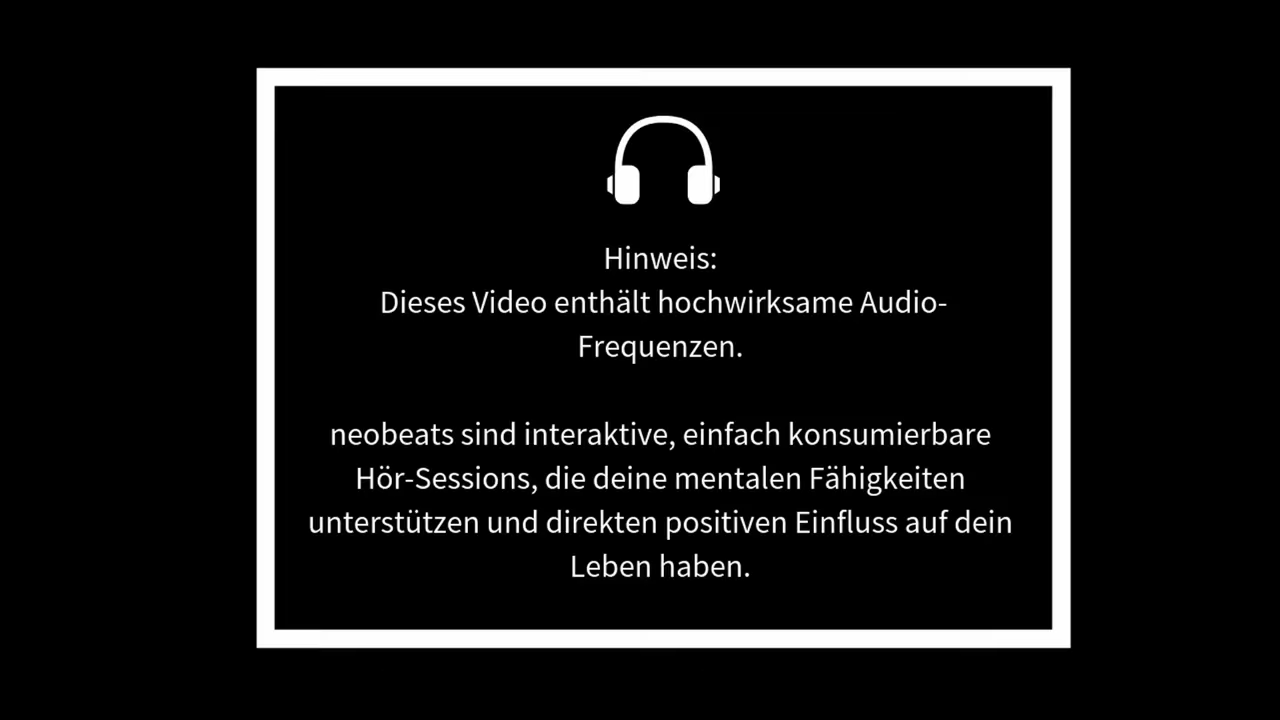 Hinweis:
Dieses Video enthält hochwirksame Audio-
Frequenzen.
neobeats sind interaktive, einfach konsumierbare
Hör-Sessions, die deine mentalen Fähigkeiten
unterstützen und direkten positiven Einfluss auf dein
Leben haben.